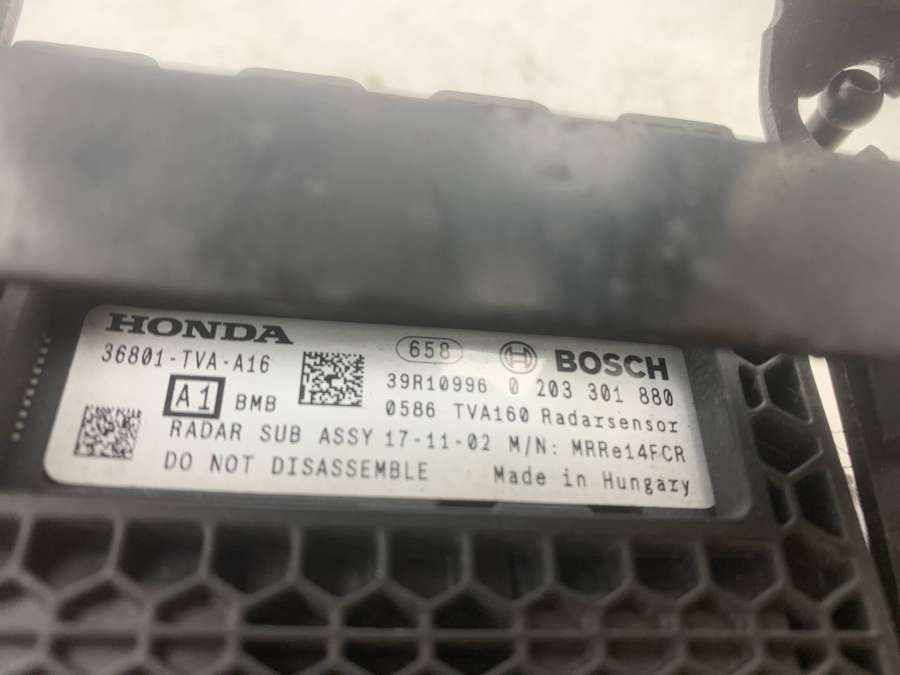 HONDA
36801-TVA-A16
A1 BMB
658 H BOSCH
39R10996 0 203 301 880
0586 TVA160 Radarsensor
RADAR SUB ASSY 17-11-02 M/N: MRRe14FCR
DO NOT DISASSEMBLE Made in Hungary